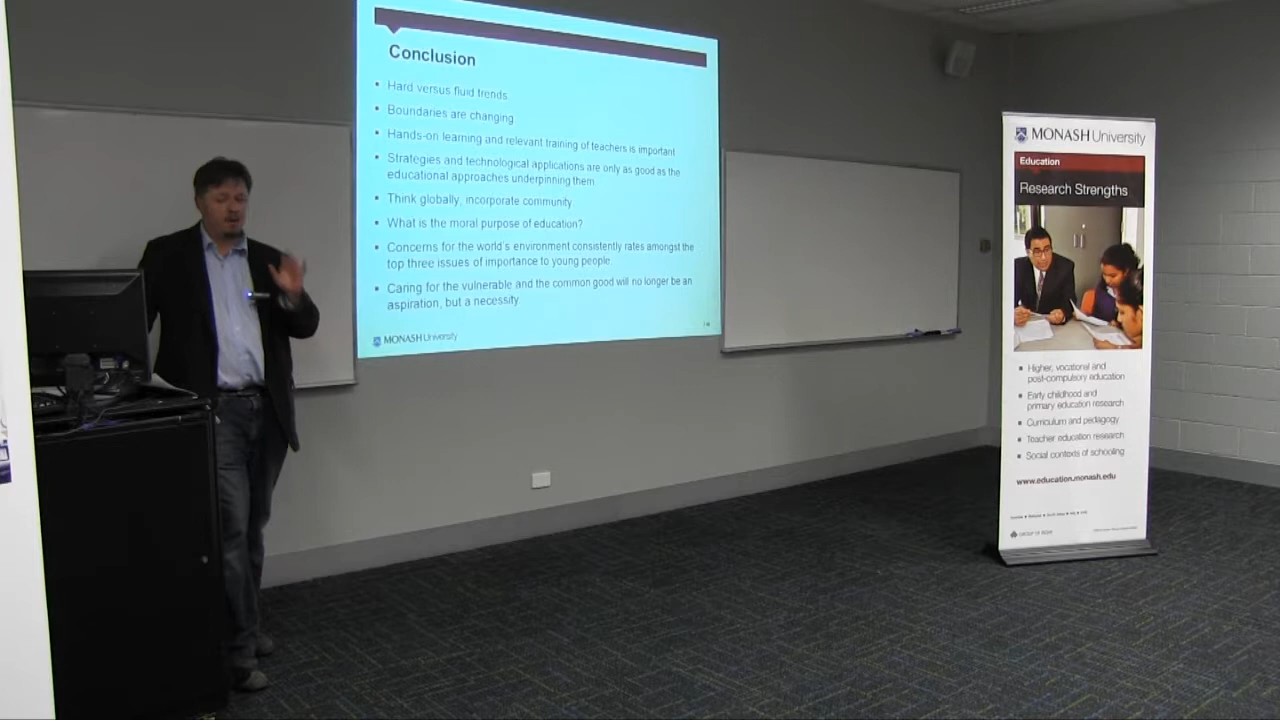 Conclusion
Hard versus fluid trends
Boundaries are changing
Hands-on learning and relevant training of teachers is important
Strategies and technological applications are only as good as the
educational approaches underpinning them.
Think globally, incorporate community.
What is the moral purpose of education?
Concerns for the world's environment consistently rates amongst the
top three issues of importance to young people.
Caring for the vulnerable and the common good will no longer be an
aspiration, but a necessity.
MONASH University
MONASH University
Education
Research Strengths
Higher, vocational and
post-compulsory education
Early childhood and
primary education research
Curriculum and pedagogy
Teacher education research
Social contexts of schooling
www.education.monash.edu
GROUP OF EIGHT